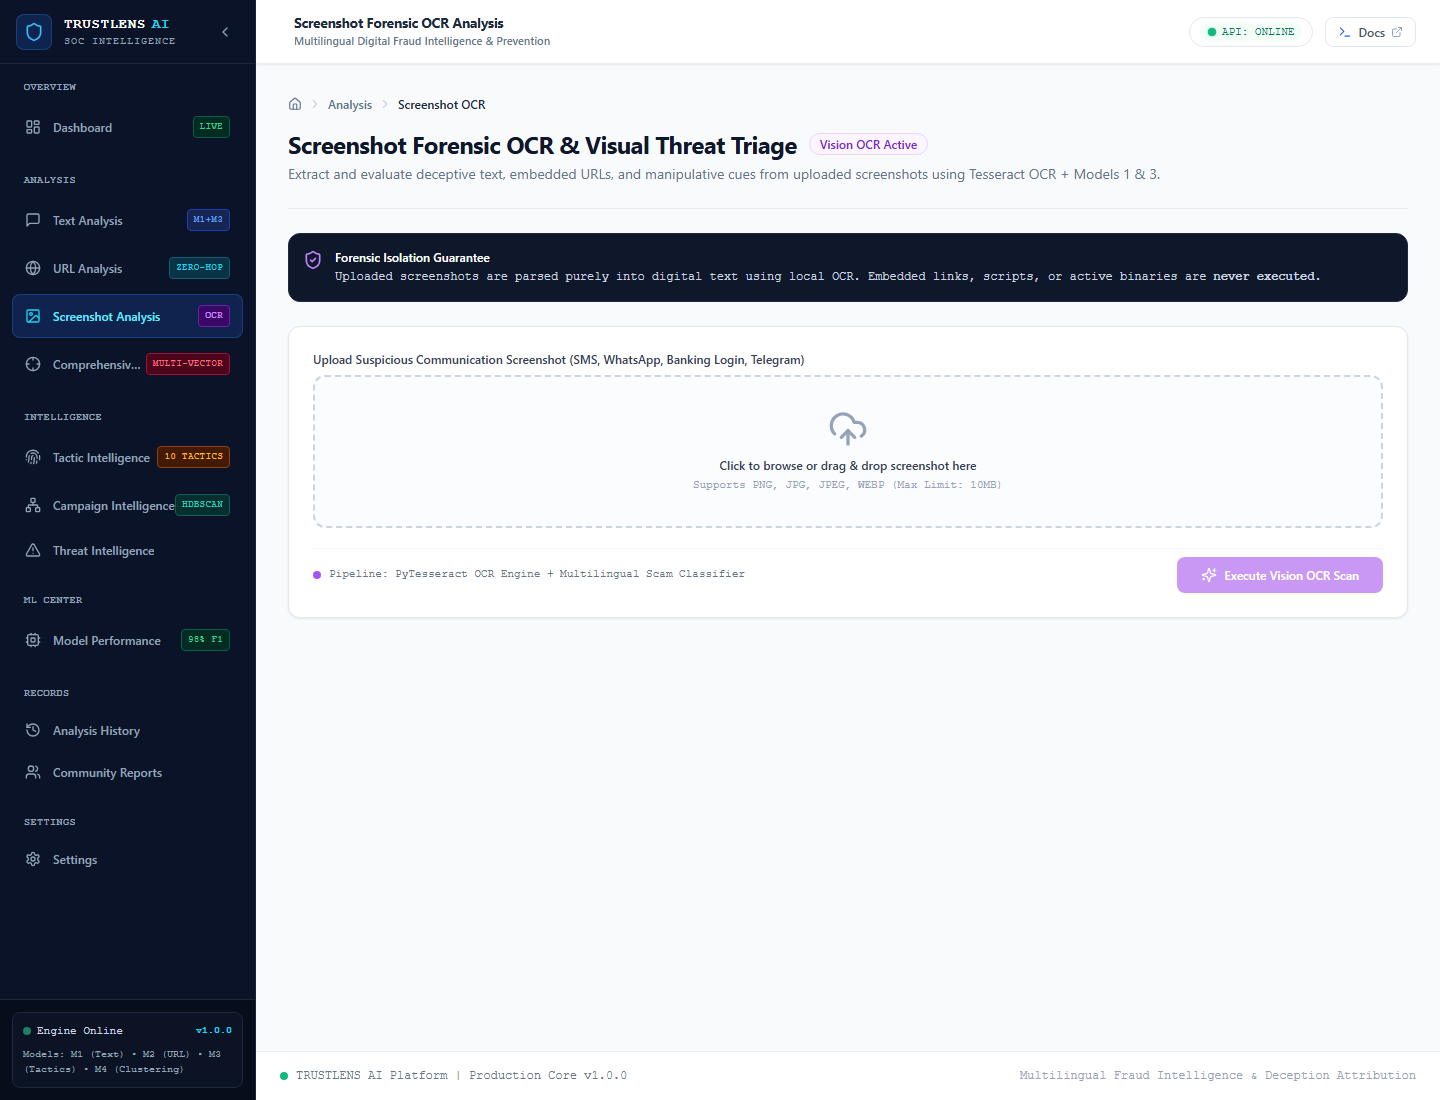 TRUSTLENS AI
SOC INTELLIGENCE
OVERVIEW
Dashboard LIVE
ANALYSIS
Text Analysis M1+M3
URL Analysis ZERO-HOP
Screenshot Analysis OCR
Comprehensiv... MULTI-VECTOR
INTELLIGENCE
Tactic Intelligence 10 TACTICS
Campaign Intelligence HDBSCAN
Threat Intelligence
ML CENTER
Model Performance 98% F1
RECORDS
Analysis History
Community Reports
SETTINGS
Settings
Engine Online v1.0.0
Models: M1 (Text) • M2 (URL) • M3
(Tactics) • M4 (Clustering)
Screenshot Forensic OCR Analysis
Multilingual Digital Fraud Intelligence & Prevention
API: ONLINE
Docs
Analysis > Screenshot OCR
Screenshot Forensic OCR & Visual Threat Triage Vision OCR Active
Extract and evaluate deceptive text, embedded URLs, and manipulative cues from uploaded screenshots using Tesseract OCR + Models 1 & 3.
Forensic Isolation Guarantee
Uploaded screenshots are parsed purely into digital text using local OCR. Embedded links, scripts, or active binaries are never executed.
Upload Suspicious Communication Screenshot (SMS, WhatsApp, Banking Login, Telegram)
Click to browse or drag & drop screenshot here
Supports PNG, JPG, JPEG, WEBP (Max Limit: 10MB)
Pipeline: PyTesseract OCR Engine + Multilingual Scam Classifier
Execute Vision OCR Scan
TRUSTLENS AI Platform | Production Core v1.0.0
Multilingual Fraud Intelligence & Deception Attribution